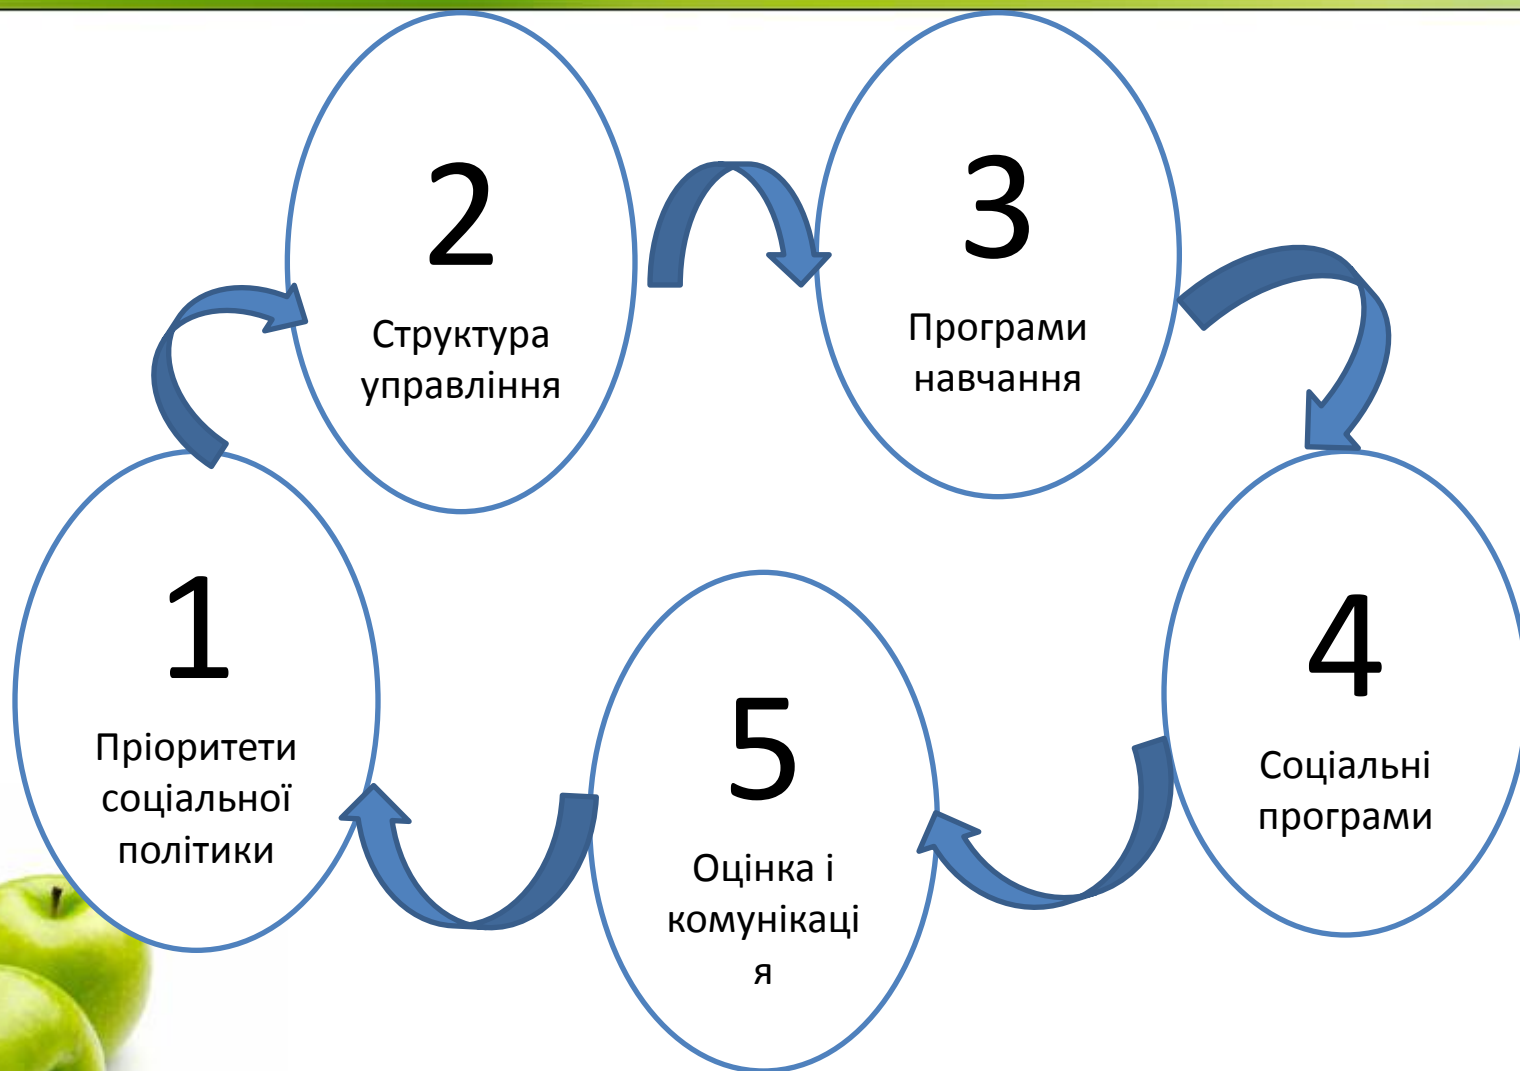 1
Пріоритети
соціальної
політики
2
Структура
управління
3
Програми
навчання
4
Соціальні
програми
5
Оцінка і
комунікаці
я